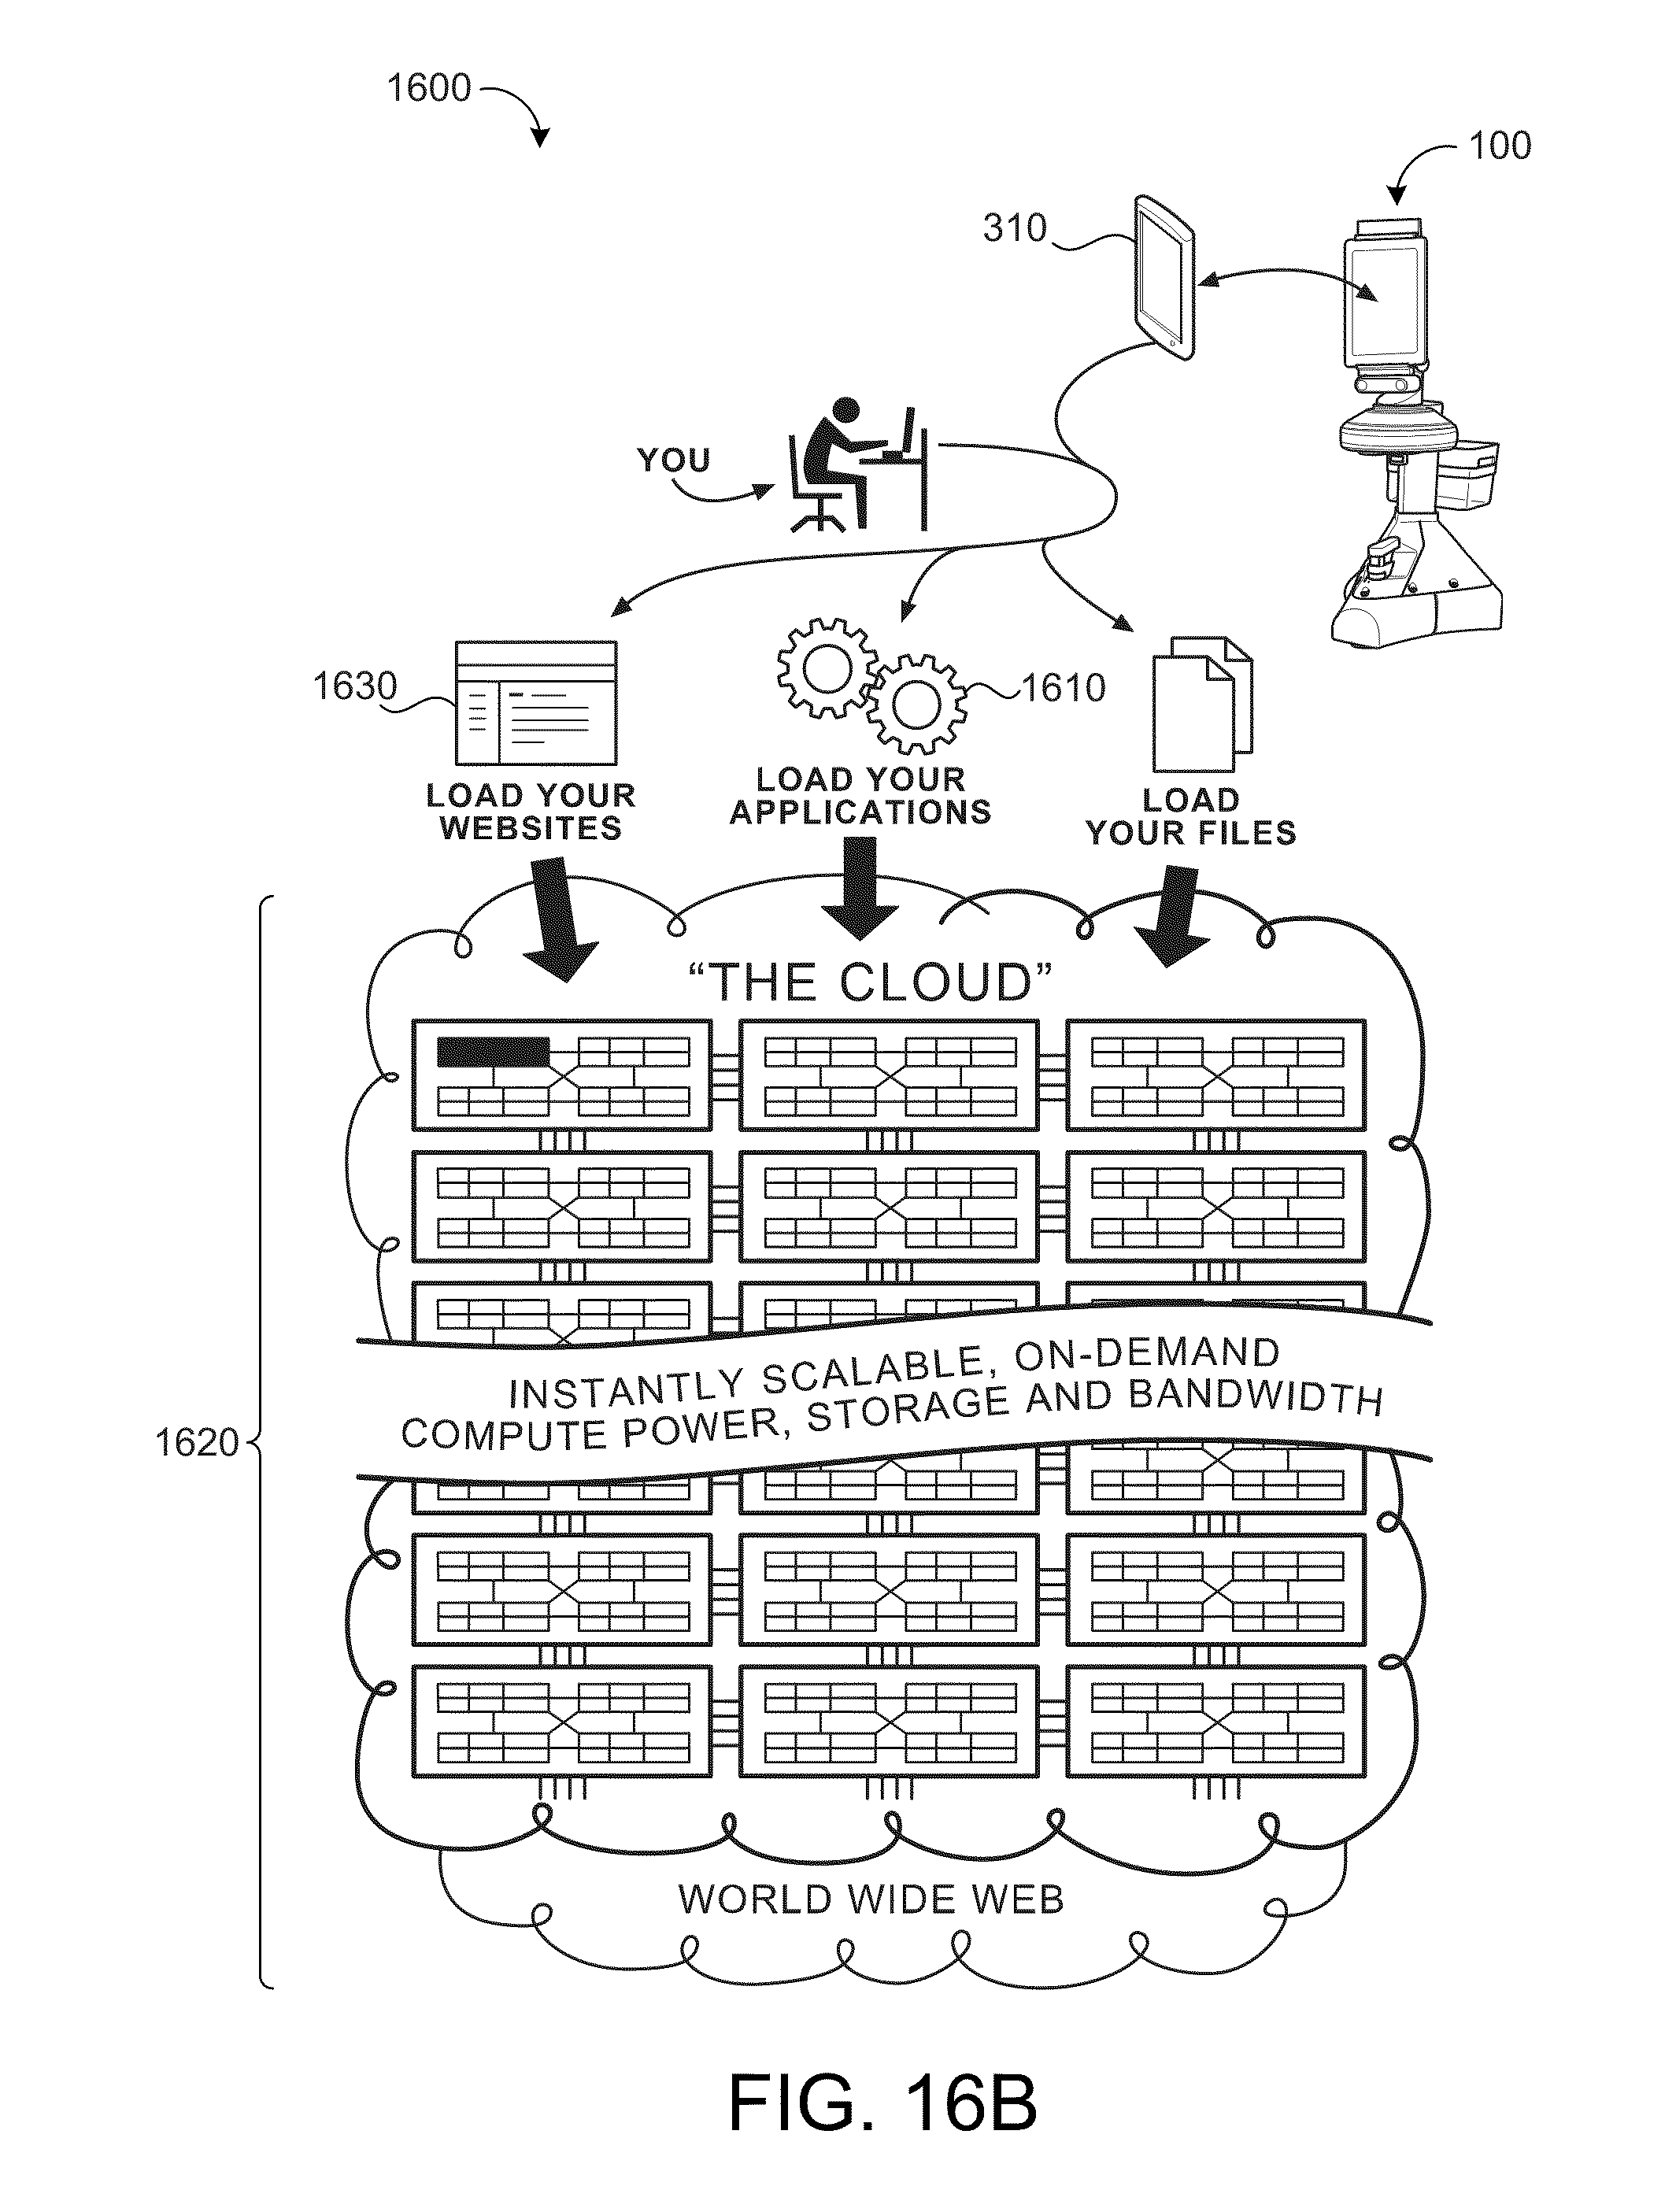 1600
100
310
YOU
1630
1610
LOAD YOUR
WEBSITES
LOAD YOUR
APPLICATIONS
LOAD
YOUR FILES
“THE CLOUD”
INSTANTLY SCALABLE, ON-DEMAND
COMPUTE POWER, STORAGE AND BANDWIDTH
1620
WORLD WIDE WEB
FIG. 16B